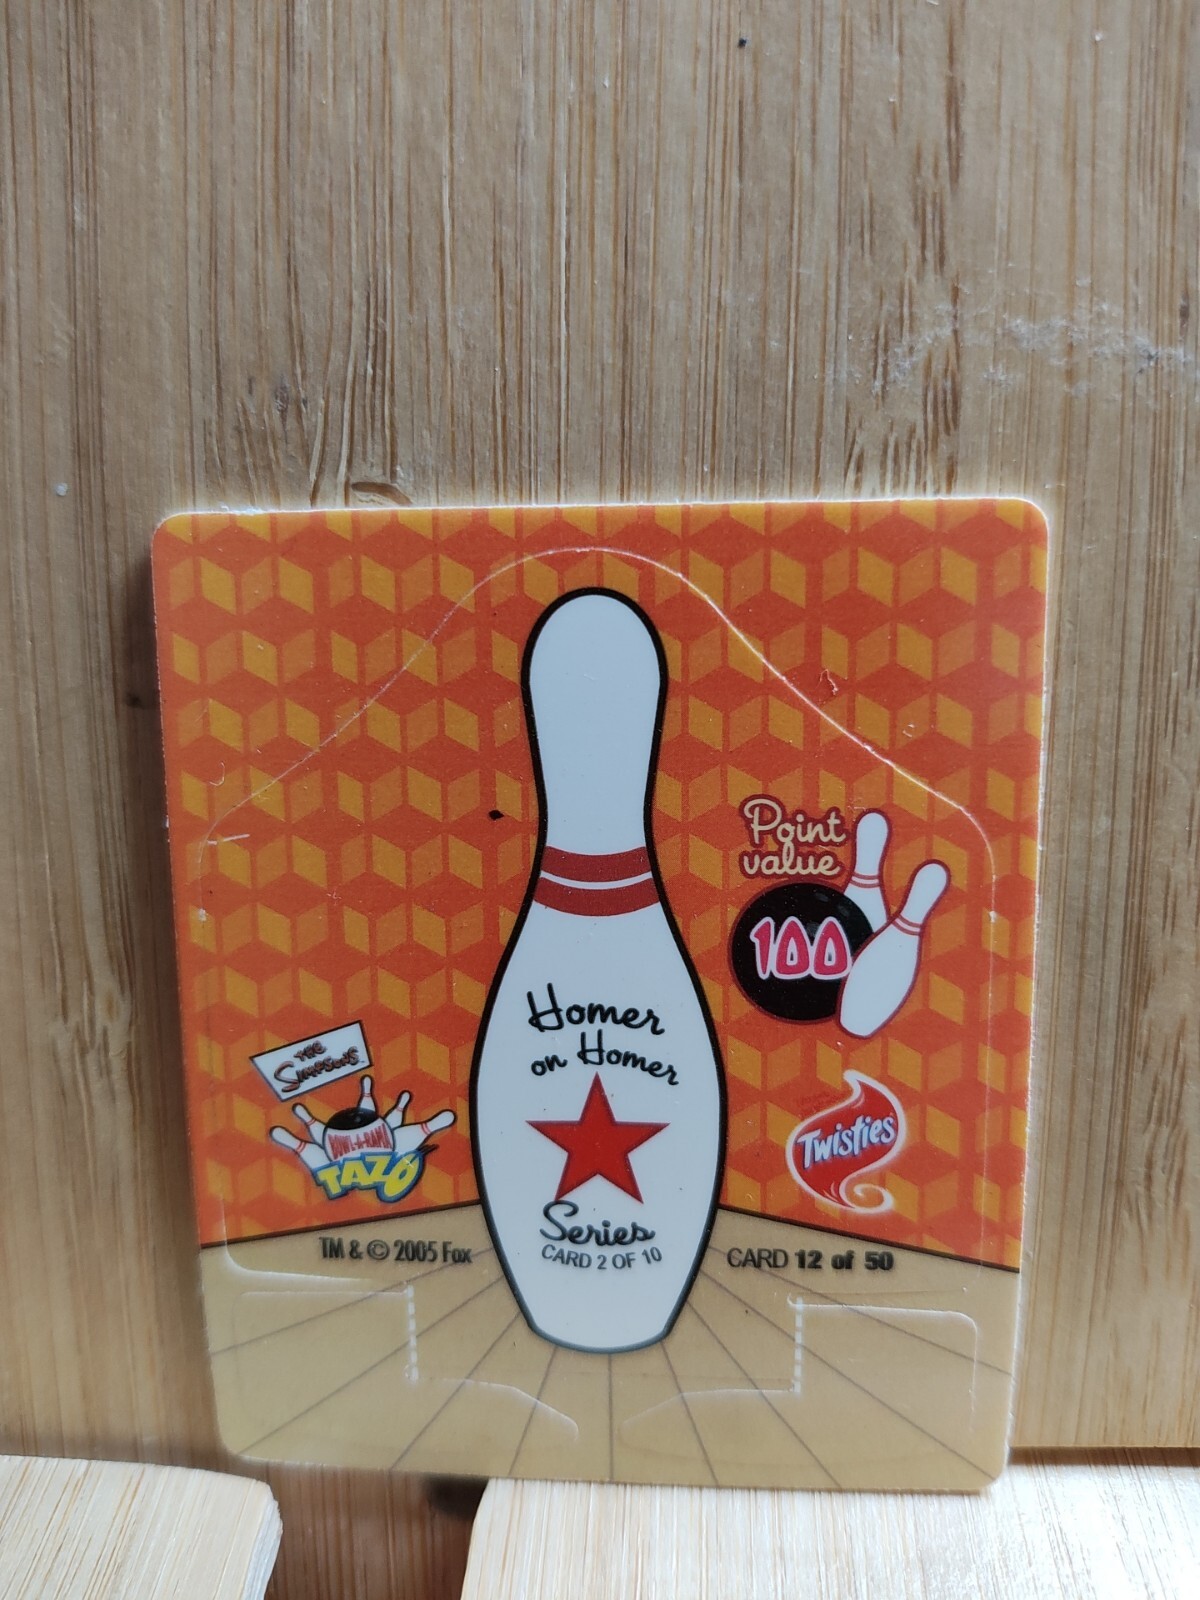 Point
value
100
Homer
on Homer
THE
SIMPSONS
BOWL-A-RAMA
TAZO
Twisties
Series
CARD 2 OF 10
TM & © 2005 Fox
CARD 12 of 50